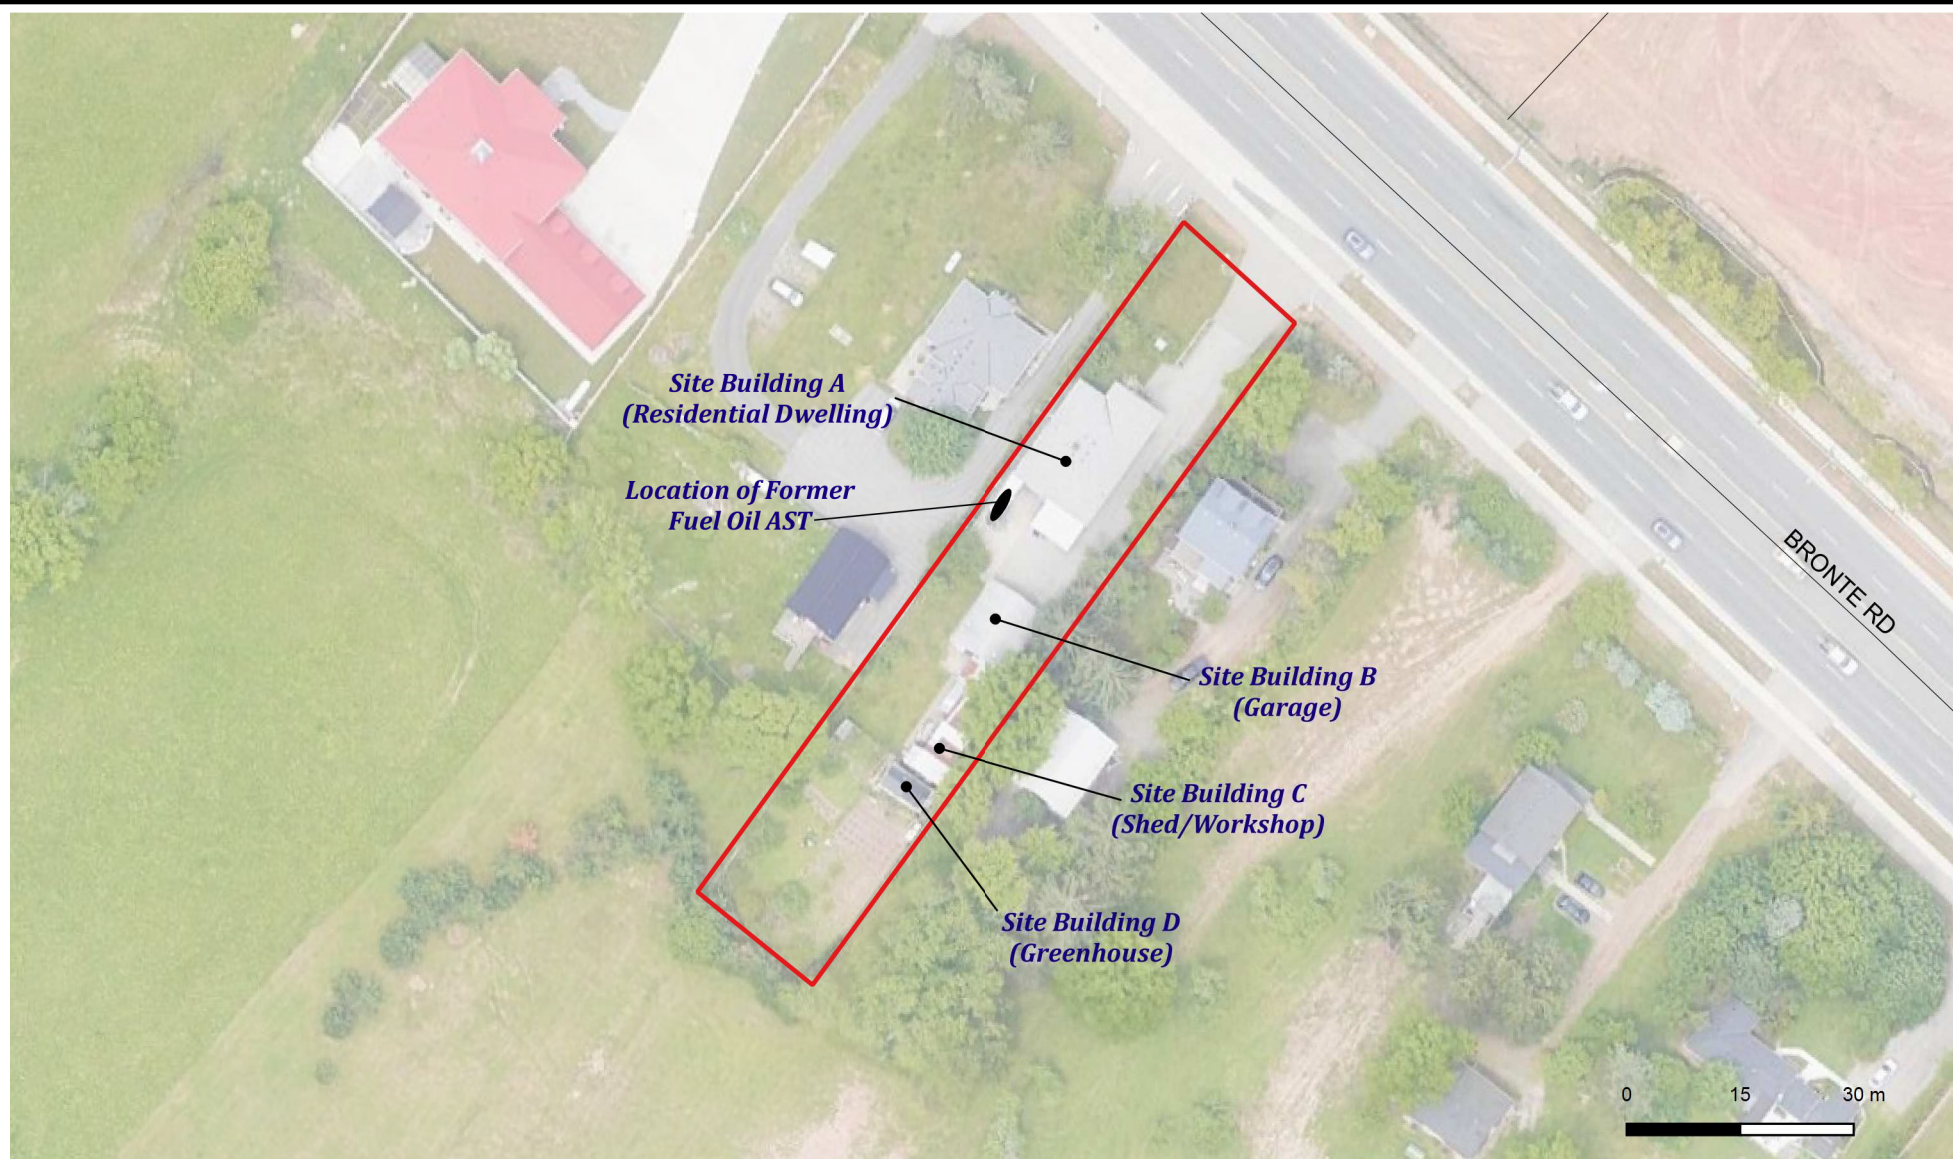 Site Building A
(Residential Dwelling)
Location of Former
Fuel Oil AST
BRONTE RD
Site Building B
(Garage)
Site Building C
(Shed/Workshop)
Site Building D
(Greenhouse)
0 15 30 m